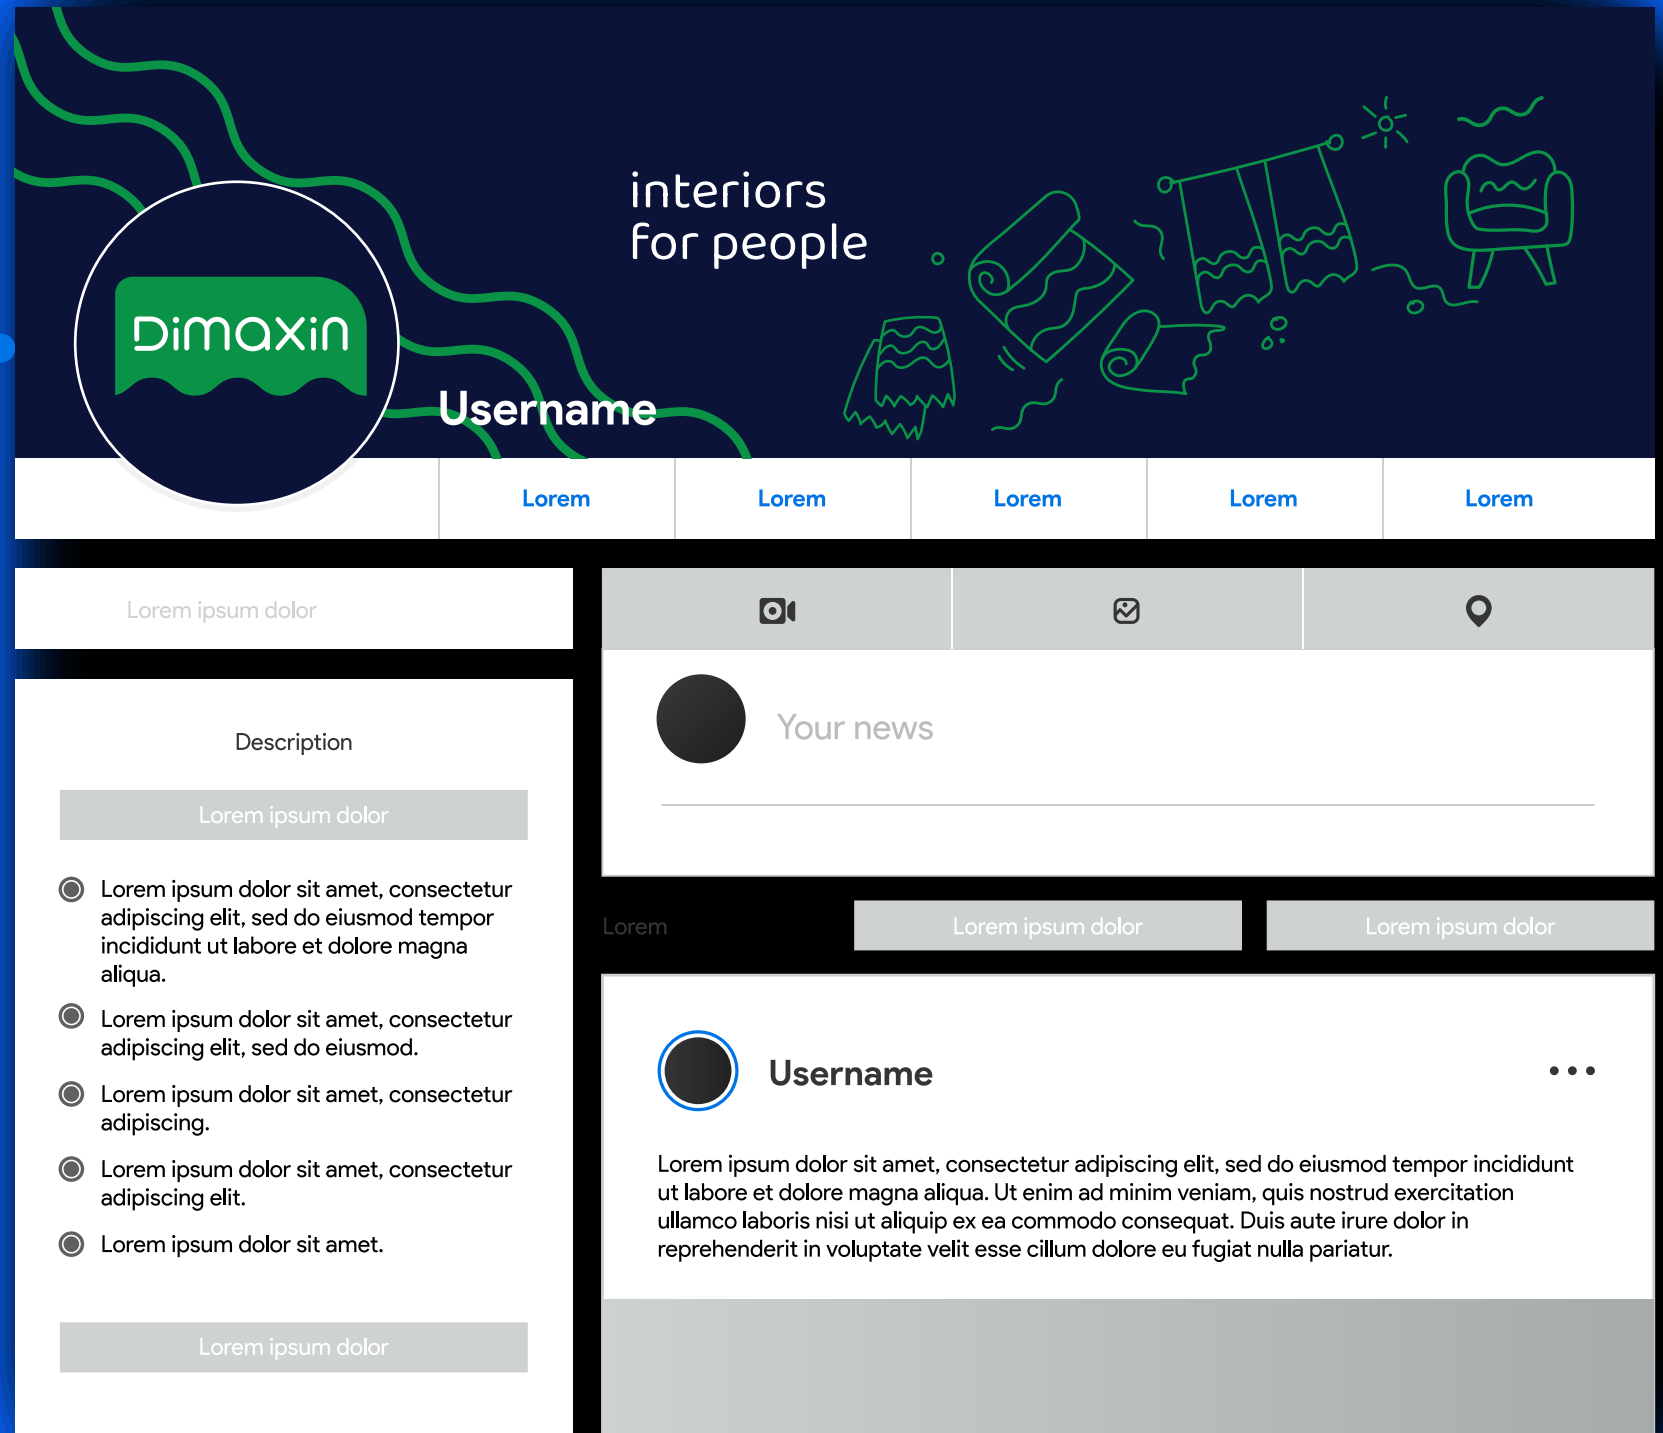 interiors
for people
Dimaxin
Username
Lorem
Lorem
Lorem
Lorem
Lorem
Lorem ipsum dolor
Description
Lorem ipsum dolor
Lorem ipsum dolor sit amet, consectetur
adipiscing elit, sed do eiusmod tempor
incididunt ut labore et dolore magna
aliqua.
Lorem ipsum dolor sit amet, consectetur
adipiscing elit, sed do eiusmod.
Lorem ipsum dolor sit amet, consectetur
adipiscing.
Lorem ipsum dolor sit amet, consectetur
adipiscing elit.
Lorem ipsum dolor sit amet.
Lorem ipsum dolor
Your news
Lorem
Lorem ipsum dolor
Lorem ipsum dolor
Username
Lorem ipsum dolor sit amet, consectetur adipiscing elit, sed do eiusmod tempor incididunt
ut labore et dolore magna aliqua. Ut enim ad minim veniam, quis nostrud exercitation
ullamco laboris nisi ut aliquip ex ea commodo consequat. Duis aute irure dolor in
reprehenderit in voluptate velit esse cillum dolore eu fugiat nulla pariatur.